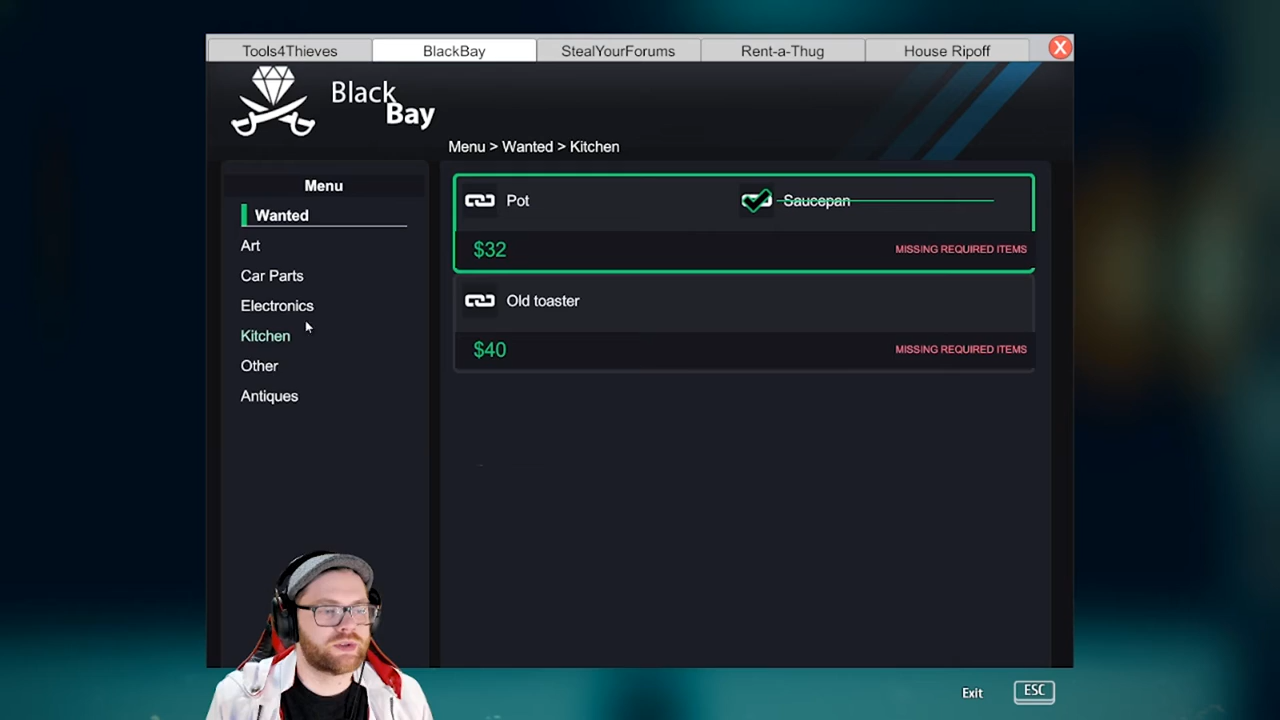 Tools4Thieves
BlackBay
StealYourForums
Rent-a-Thug
House Ripoff
X
Black
Bay
Menu > Wanted > Kitchen
Menu
Wanted
Art
Car Parts
Electronics
Kitchen
Other
Antiques
Pot
Saucepan
$32
MISSING REQUIRED ITEMS
Old toaster
$40
MISSING REQUIRED ITEMS
Exit
ESC